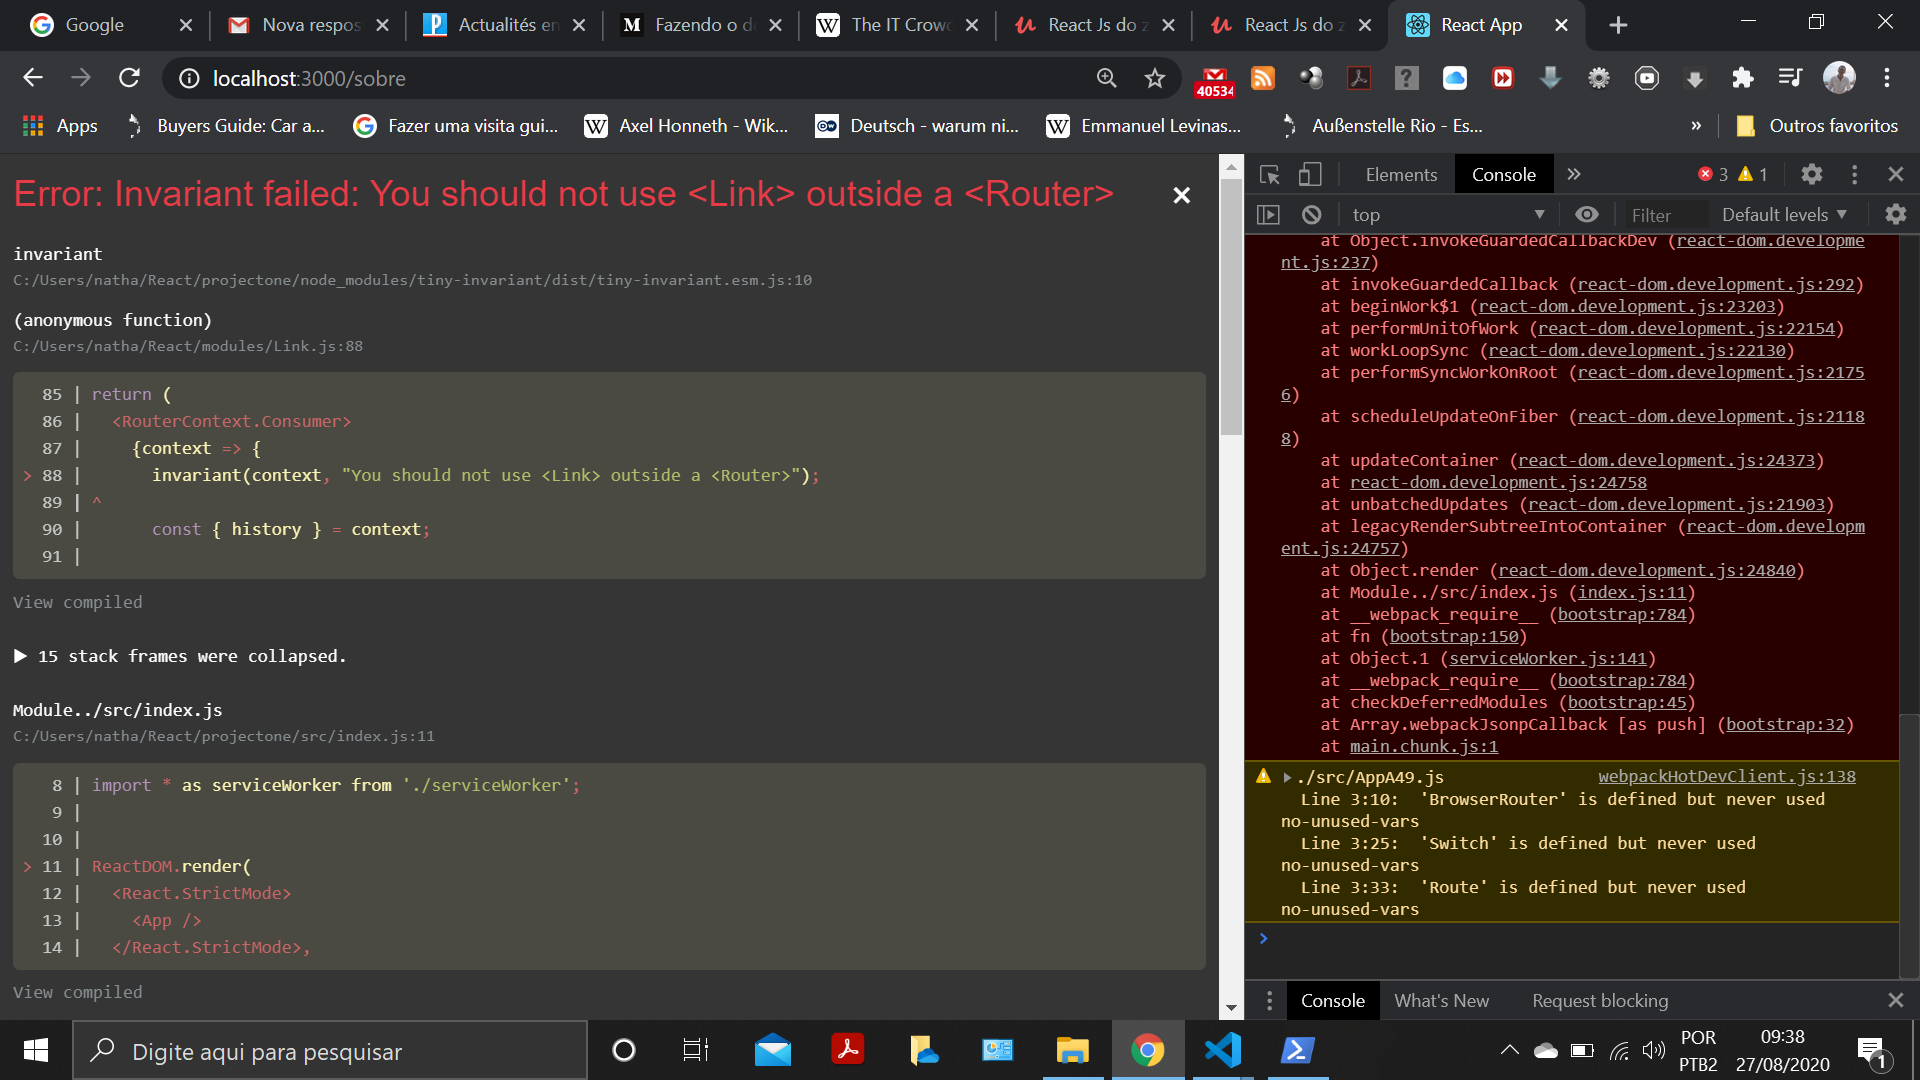 Google
Nova respos
Actualités en
Fazendo o d
The IT Crowd
React Js do z
React Js do z
React App
localhost:3000/sobre
40534
Apps
Buyers Guide: Car a...
Fazer uma visita gui...
Axel Honneth - Wik...
Deutsch - warum ni...
Emmanuel Levinas...
Außenstelle Rio - Es...
»
Outros favoritos
Error: Invariant failed: You should not use <Link> outside a <Router>
invariant
C:/Users/natha/React/projectone/node_modules/tiny-invariant/dist/tiny-invariant.esm.js:10
(anonymous function)
C:/Users/natha/React/modules/Link.js:88
85 | return (
86 |   <RouterContext.Consumer>
87 |     {context => {
> 88 |       invariant(context, "You should not use <Link> outside a <Router>");
89 | ^
90 |       const { history } = context;
91 |
View compiled
▶ 15 stack frames were collapsed.
Module../src/index.js
C:/Users/natha/React/projectone/src/index.js:11
8 | import * as serviceWorker from './serviceWorker';
9 |
10 |
> 11 | ReactDOM.render(
12 |   <React.StrictMode>
13 |     <App />
14 |   </React.StrictMode>,
View compiled
Elements
Console
»
3
1
top
Filter
Default levels
at Object.invokeGuardedCallbackDev (react-dom.developme
nt.js:237)
at invokeGuardedCallback (react-dom.development.js:292)
at beginWork$1 (react-dom.development.js:23203)
at performUnitOfWork (react-dom.development.js:22154)
at workLoopSync (react-dom.development.js:22130)
at performSyncWorkOnRoot (react-dom.development.js:2175
6)
at scheduleUpdateOnFiber (react-dom.development.js:2118
8)
at updateContainer (react-dom.development.js:24373)
at react-dom.development.js:24758
at unbatchedUpdates (react-dom.development.js:21903)
at legacyRenderSubtreeIntoContainer (react-dom.developm
ent.js:24757)
at Object.render (react-dom.development.js:24840)
at Module../src/index.js (index.js:11)
at __webpack_require__ (bootstrap:784)
at fn (bootstrap:150)
at Object.1 (serviceWorker.js:141)
at __webpack_require__ (bootstrap:784)
at checkDeferredModules (bootstrap:45)
at Array.webpackJsonpCallback [as push] (bootstrap:32)
at main.chunk.js:1
▶./src/AppA49.js webpackHotDevClient.js:138
Line 3:10:  'BrowserRouter' is defined but never used
no-unused-vars
Line 3:25:  'Switch' is defined but never used
no-unused-vars
Line 3:33:  'Route' is defined but never used
no-unused-vars
>
Console
What's New
Request blocking
Digite aqui para pesquisar
POR
PTB2
09:38
27/08/2020
1